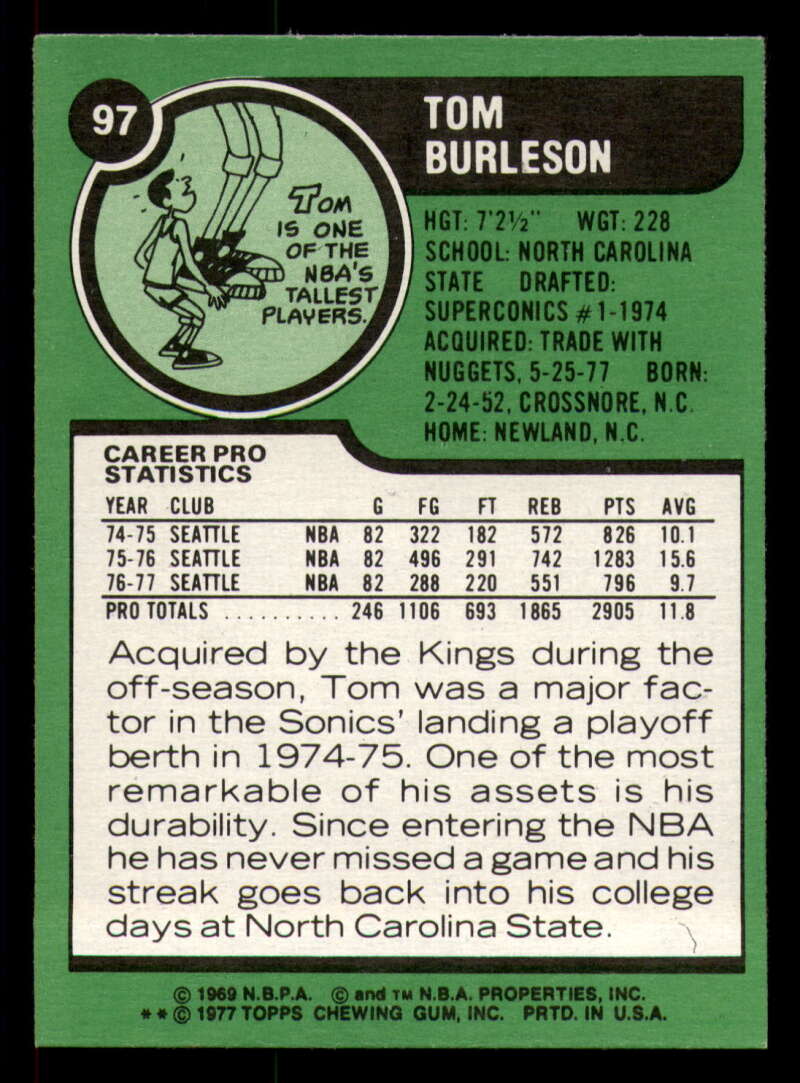 97
TOM
BURLESON
TOM
IS ONE
OF THE
NBA'S
TALLEST
PLAYERS.
HGT: 7'2½" WGT: 228
SCHOOL: NORTH CAROLINA
STATE DRAFTED:
SUPERCONICS #1-1974
ACQUIRED: TRADE WITH
NUGGETS, 5-25-77 BORN:
2-24-52, CROSSNORE, N.C.
HOME: NEWLAND, N.C.
CAREER PRO
STATISTICS
YEAR CLUB G FG FT REB PTS AVG
74-75 SEATTLE NBA 82 322 182 572 826 10.1
75-76 SEATTLE NBA 82 496 291 742 1283 15.6
76-77 SEATTLE NBA 82 288 220 551 796 9.7
PRO TOTALS .......... 246 1106 693 1865 2905 11.8
Acquired by the Kings during the
off-season, Tom was a major fac-
tor in the Sonics' landing a playoff
berth in 1974-75. One of the most
remarkable of his assets is his
durability. Since entering the NBA
he has never missed a game and his
streak goes back into his college
days at North Carolina State.
© 1969 N.B.P.A. © and TM N.B.A. PROPERTIES, INC.
**© 1977 TOPPS CHEWING GUM, INC. PRTD. IN U.S.A.